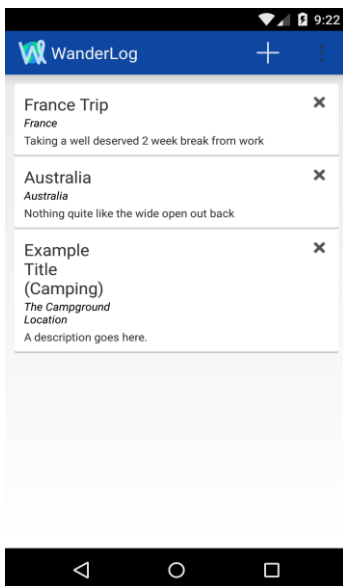 9:22
WanderLog
France Trip
France
Taking a well deserved 2 week break from work
Australia
Australia
Nothing quite like the wide open out back
Example
Title
(Camping)
The Campground
Location
A description goes here.